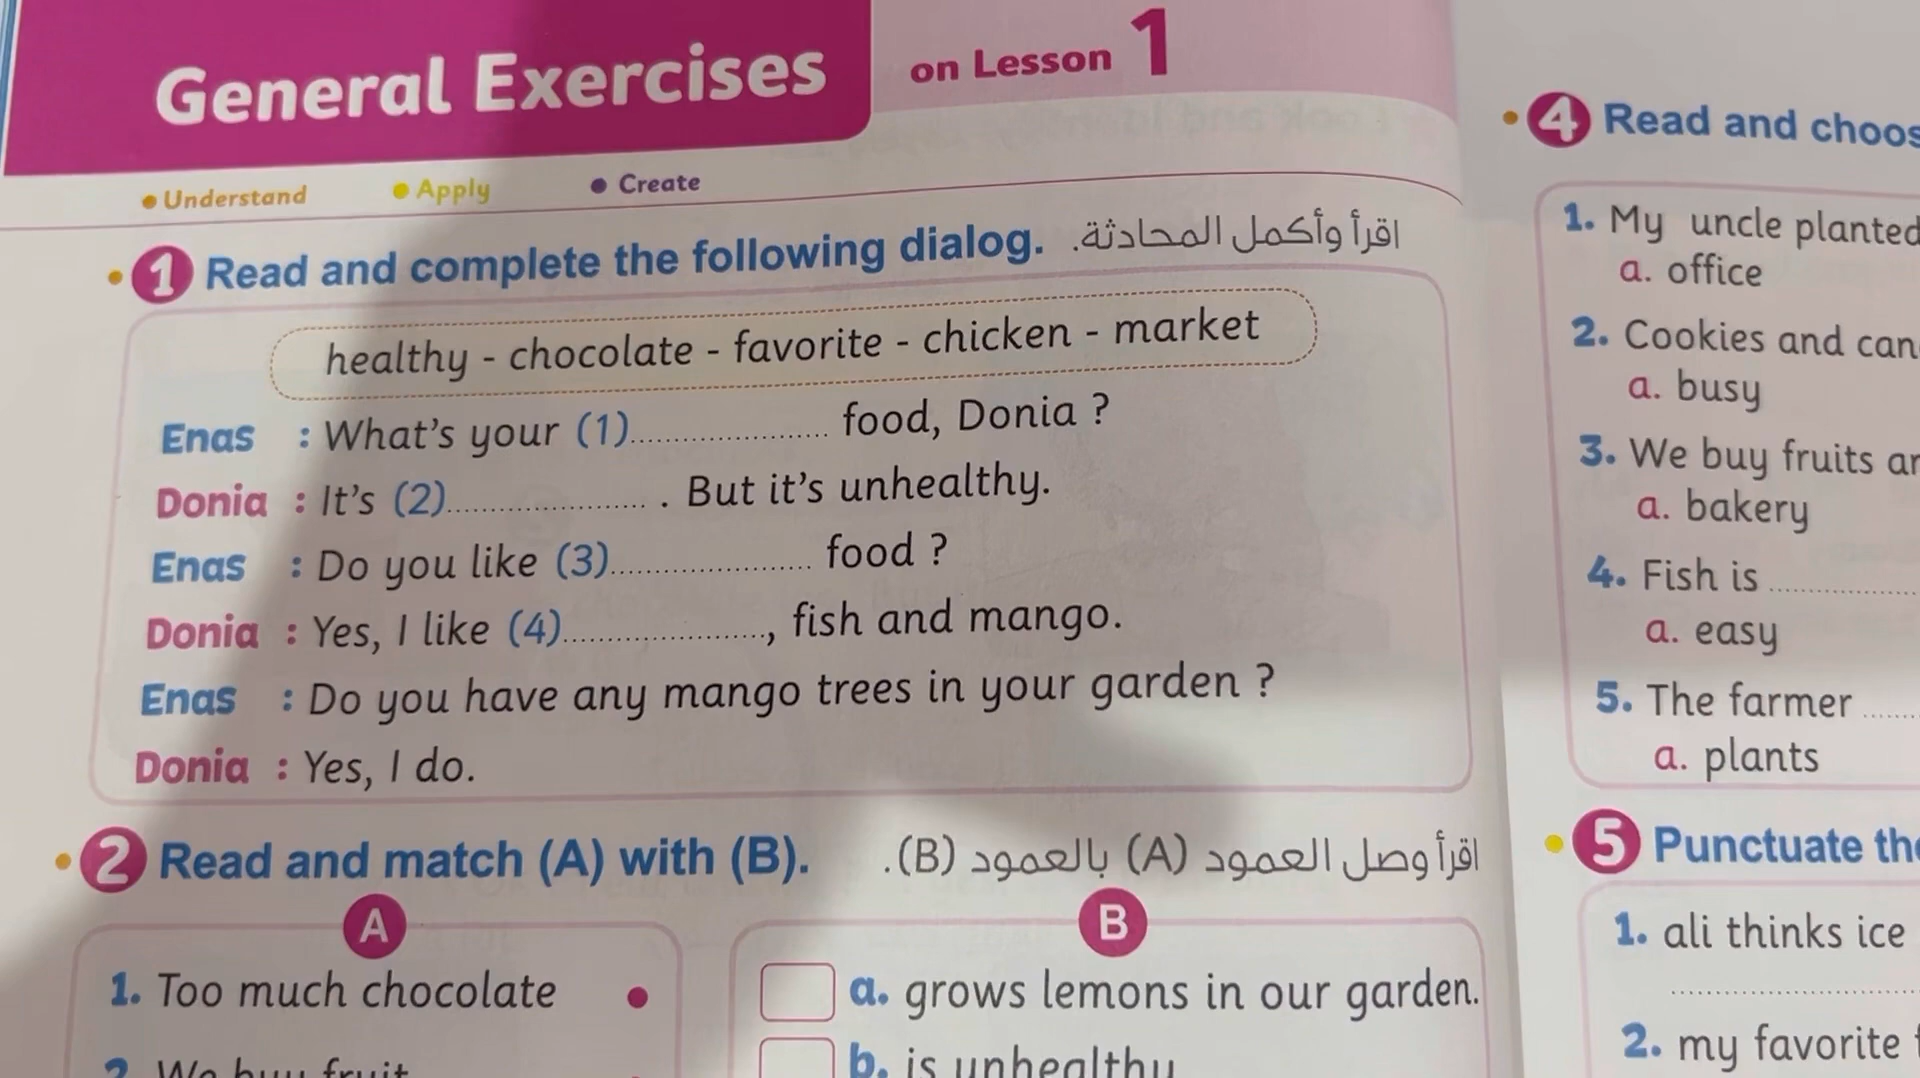 General Exercises on Lesson 1
Understand Apply Create
1 Read and complete the following dialog. اقرأ وأكمل المحادثة.
healthy - chocolate - favorite - chicken - market
Enas : What's your (1).................... food, Donia ?
Donia : It's (2).................... . But it's unhealthy.
Enas : Do you like (3).................... food ?
Donia : Yes, I like (4)...................., fish and mango.
Enas : Do you have any mango trees in your garden ?
Donia : Yes, I do.
2 Read and match (A) with (B). اقرأ وصل العمود (A) بالعمود (B).
A
B
1. Too much chocolate
a. grows lemons in our garden.
2. We buy fruit
b. is unhealthy
4 Read and
1. My uncle planted
a. office
2. Cookies and
a. busy
3. We buy fruits
a. bakery
4. Fish is ....................
a. easy
5. The farmer ........
a. plants
5 Punctuate
1. ali thinks ice
....................
2. my favorite